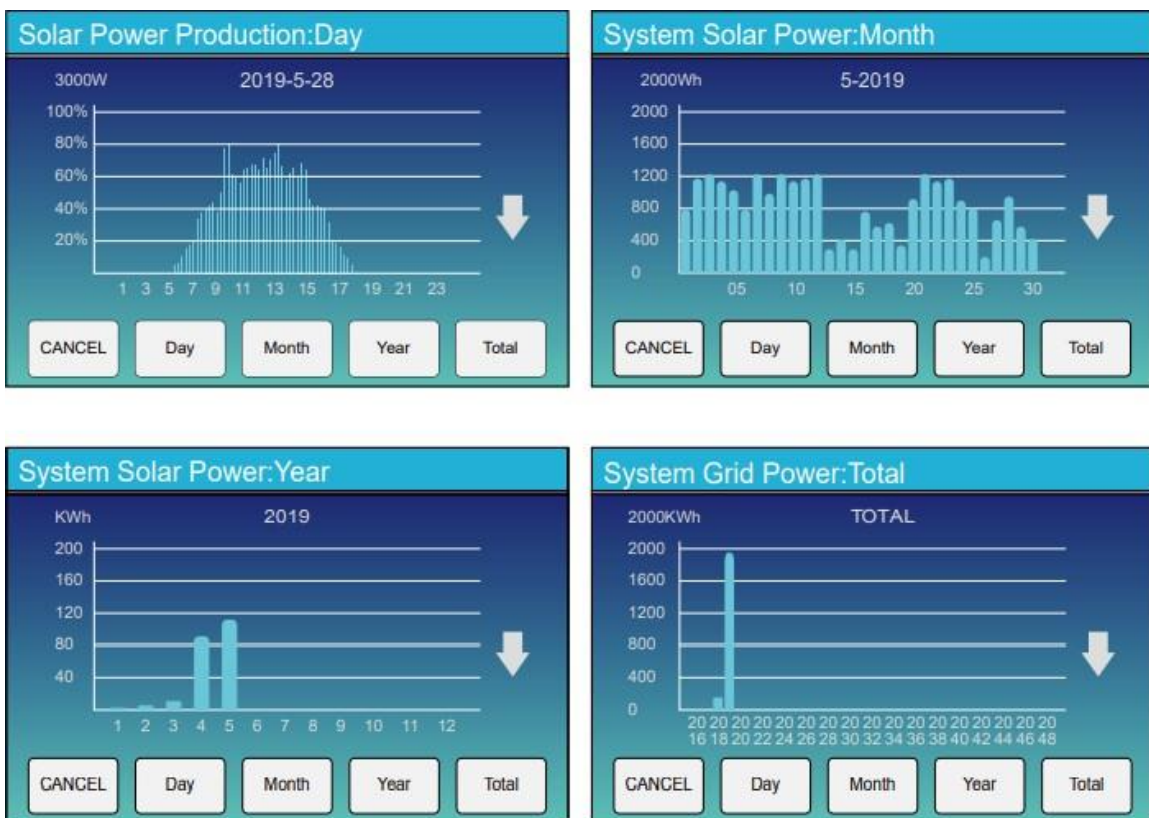 Solar Power Production:Day
3000W 2019-5-28
100%
80%
60%
40%
20%
1 3 5 7 9 11 13 15 17 19 21 23
CANCEL Day Month Year Total
System Solar Power:Month
2000Wh 5-2019
2000
1600
1200
800
400
0
05 10 15 20 25 30
CANCEL Day Month Year Total
System Solar Power:Year
KWh 2019
200
160
120
80
40
1 2 3 4 5 6 7 8 9 10 11 12
CANCEL Day Month Year Total
System Grid Power:Total
2000KWh TOTAL
2000
1600
1200
800
400
0
20 20 20 20 20 20 20 20 20 20 20 20 20 20 20 20 20
16 18 20 22 24 26 28 30 32 34 36 38 40 42 44 46 48
CANCEL Day Month Year Total